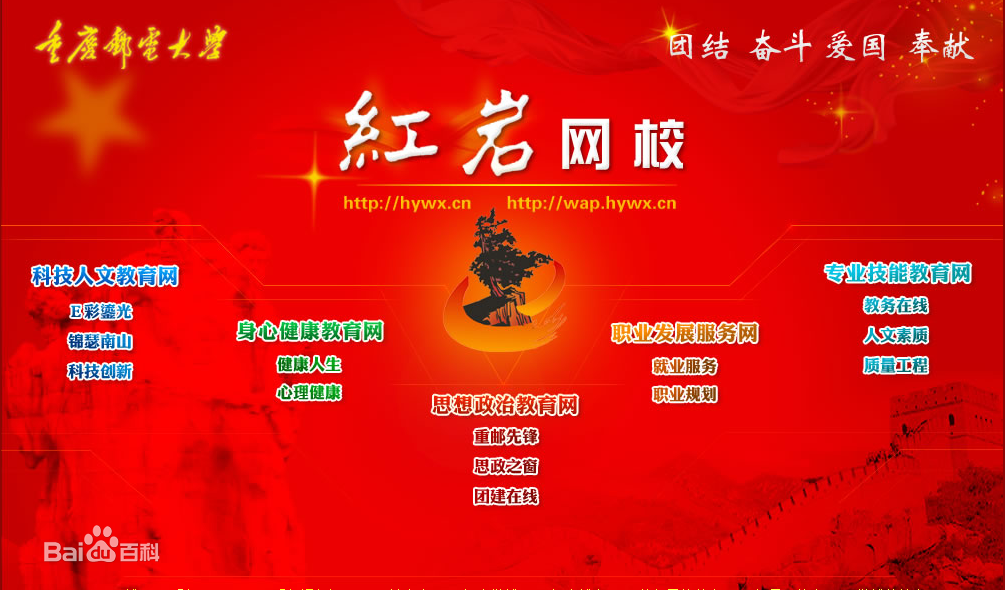 重慶郵電大學
团结 奋斗 爱国 奉献
紅岩网校
http://hywx.cn http://wap.hywx.cn
科技人文教育网
E彩鎏光
锦瑟南山
科技创新
身心健康教育网
健康人生
心理健康
思想政治教育网
重邮先锋
思政之窗
团建在线
职业发展服务网
就业服务
职业规划
专业技能教育网
教务在线
人文素质
质量工程
Bai百科